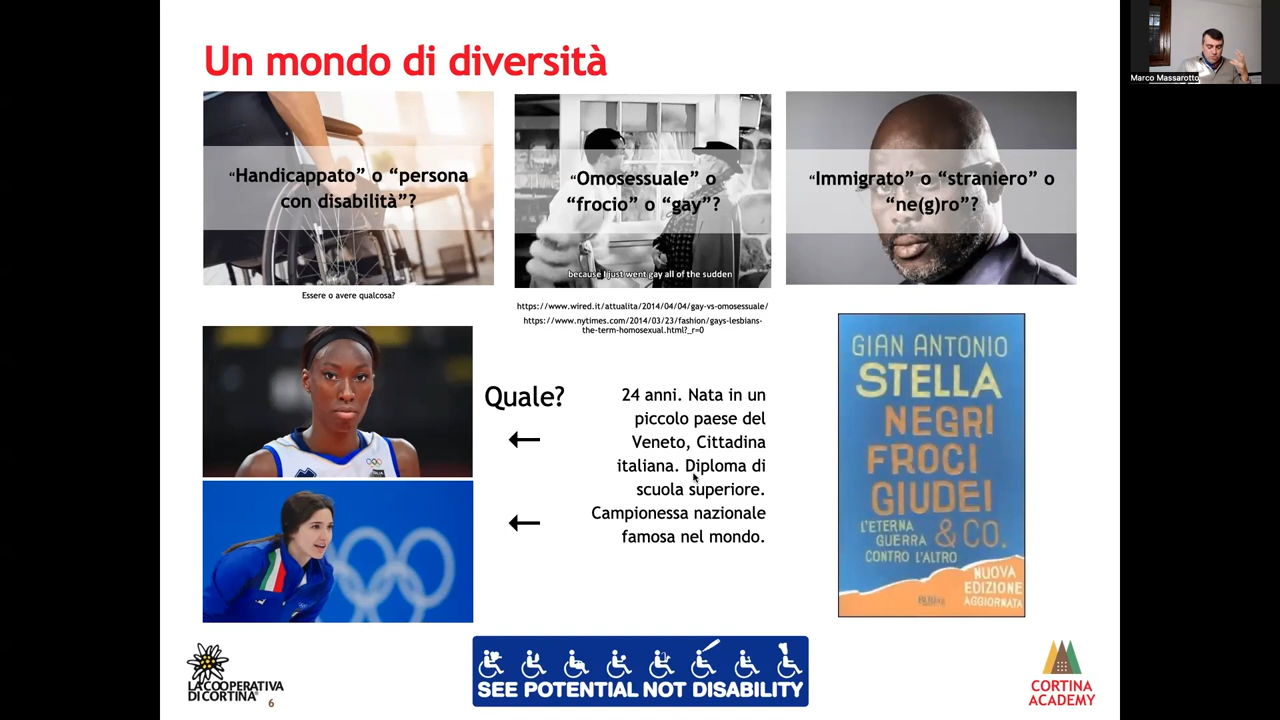 Un mondo di diversità
Marco Massarotto
“Handicappato” o “persona
con disabilità”?
“Omosessuale” o
“frocio” o “gay”?
because I just went gay all of the sudden
“Immigrato” o “straniero” o
“ne(g)ro”?
Essere o avere qualcosa?
https://www.wired.it/attualita/2014/04/04/gay-vs-omosessuale/
https://www.nytimes.com/2014/03/23/fashion/gays-lesbians-
the-term-homosexual.html?_r=0
Quale?
24 anni. Nata in un
piccolo paese del
Veneto, Cittadina
italiana. Diploma di
scuola superiore.
Campionessa nazionale
famosa nel mondo.
GIAN ANTONIO
STELLA
NEGRI
FROCI
GIUDEI
& CO.
L'ETERNA
GUERRA
CONTRO L'ALTRO
NUOVA
EDIZIONE
AGGIORNATA
LA COOPERATIVA
DI CORTINA
6
SEE POTENTIAL NOT DISABILITY
CORTINA
ACADEMY